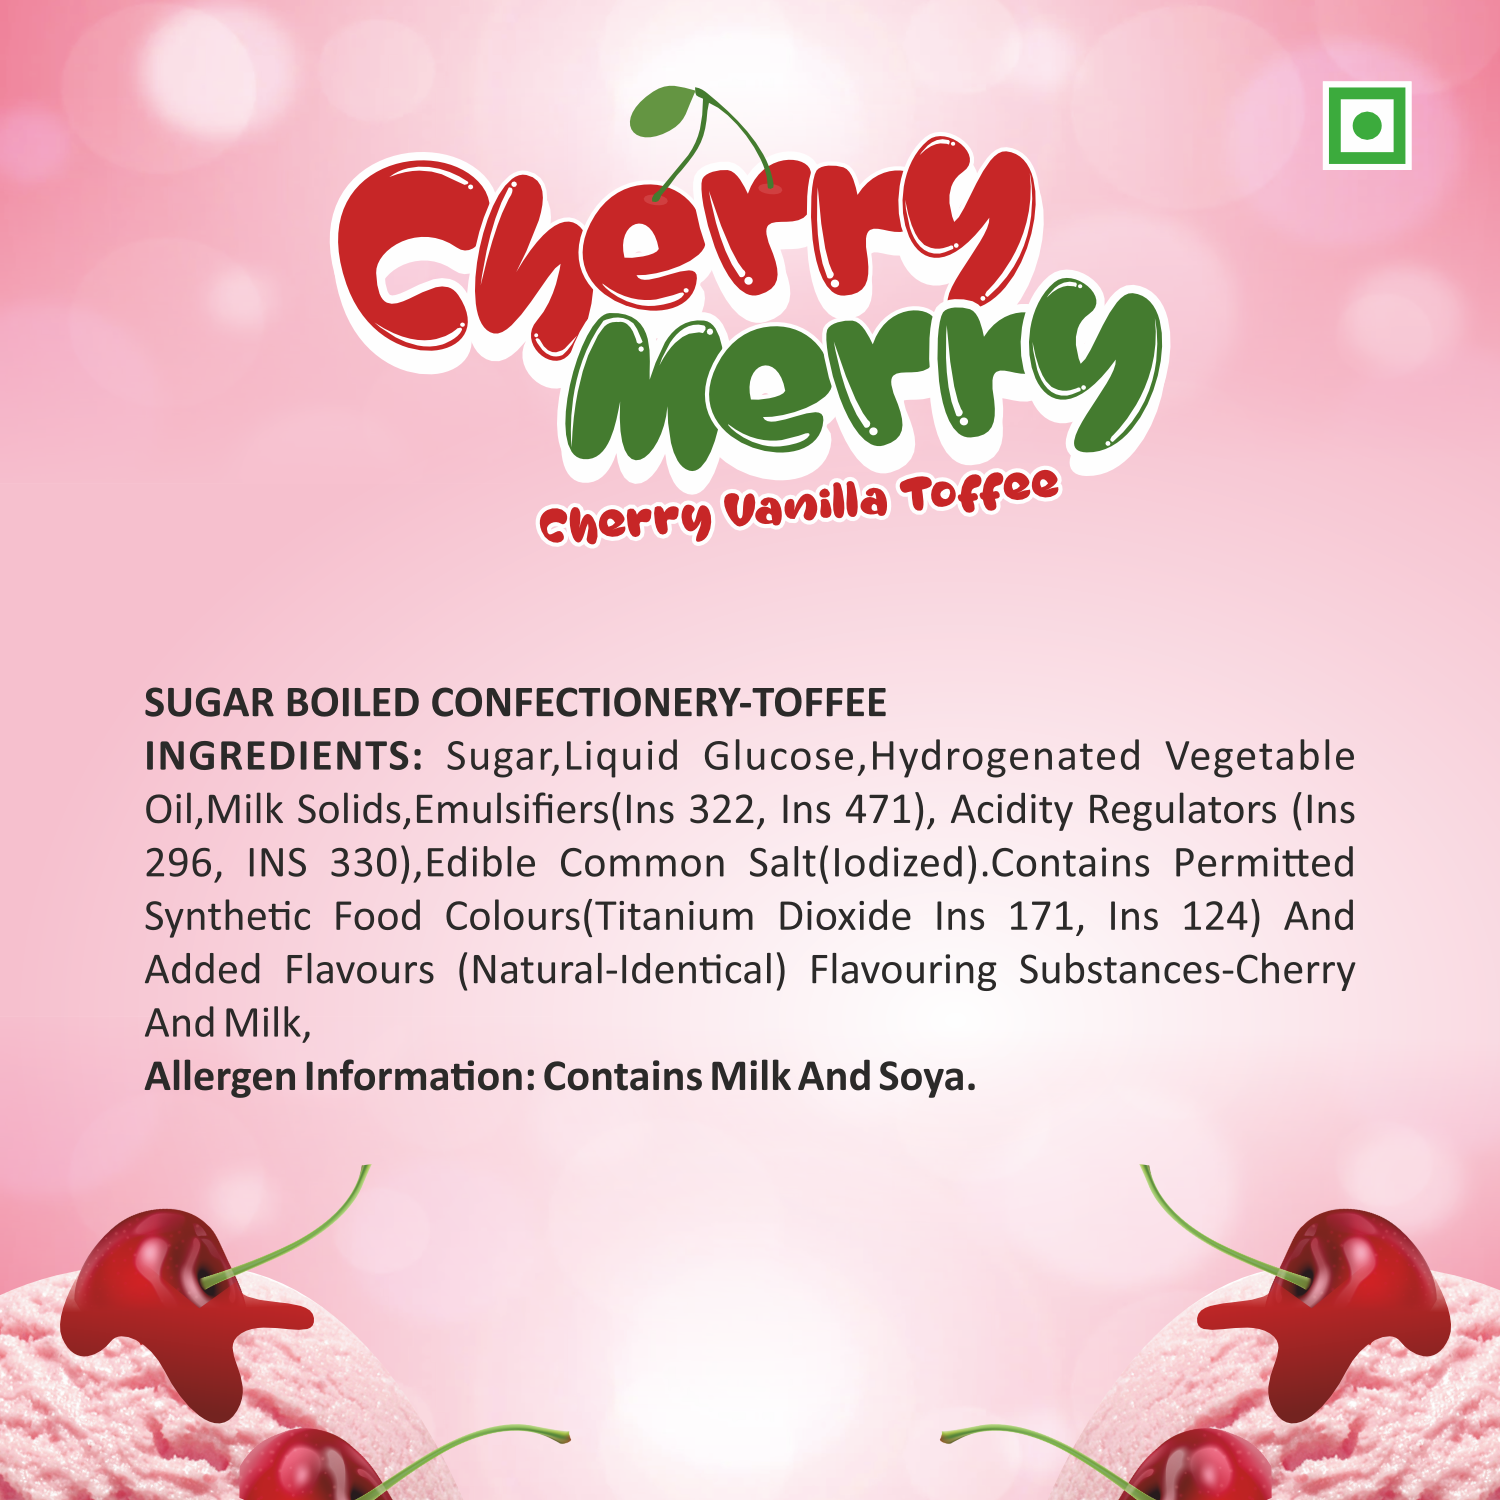 Cherry
Merry
Cherry Vanilla Toffee
SUGAR BOILED CONFECTIONERY-TOFFEE
INGREDIENTS: Sugar,Liquid Glucose,Hydrogenated Vegetable
Oil,Milk Solids,Emulsifiers(Ins 322, Ins 471), Acidity Regulators (Ins
296, INS 330),Edible Common Salt(Iodized).Contains Permitted
Synthetic Food Colours(Titanium Dioxide Ins 171, Ins 124) And
Added Flavours (Natural-Identical) Flavouring Substances-Cherry
And Milk,
Allergen Information: Contains Milk And Soya.